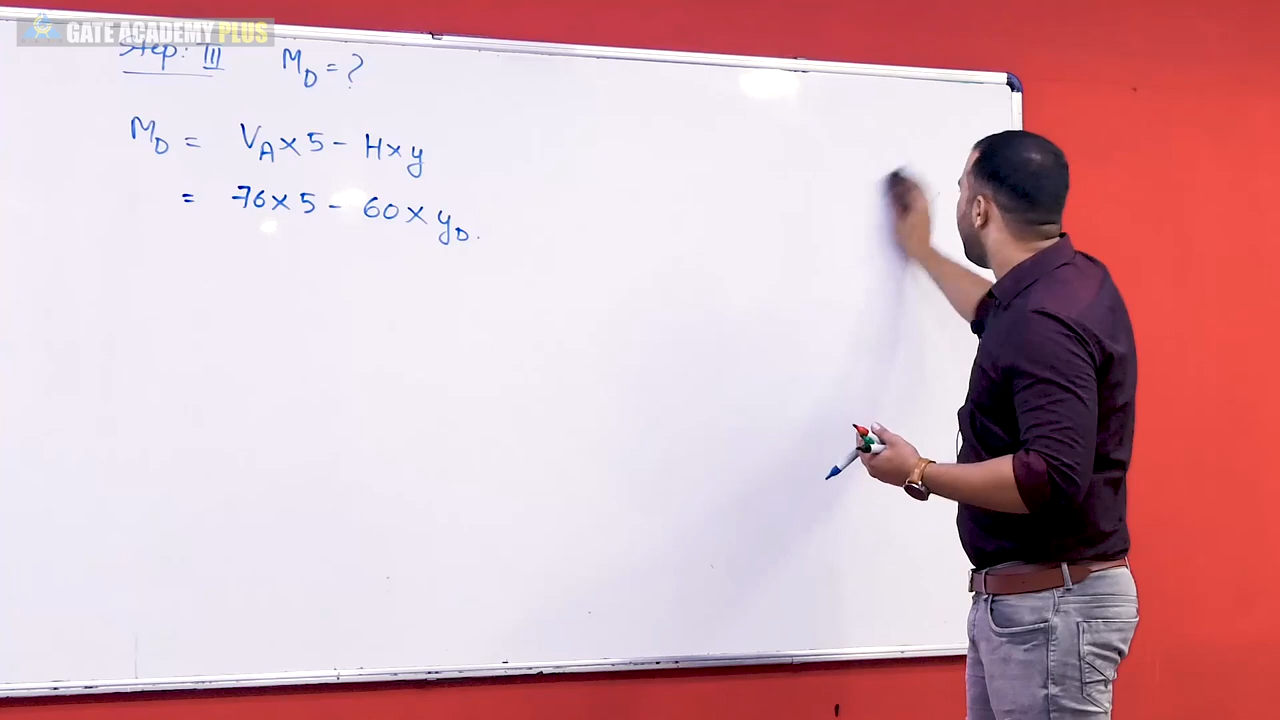 GATE ACADEMY PLUS
Step: III M_D = ?
M_D = V_A × 5 - H × y
= 76 × 5 - 60 × y_D.